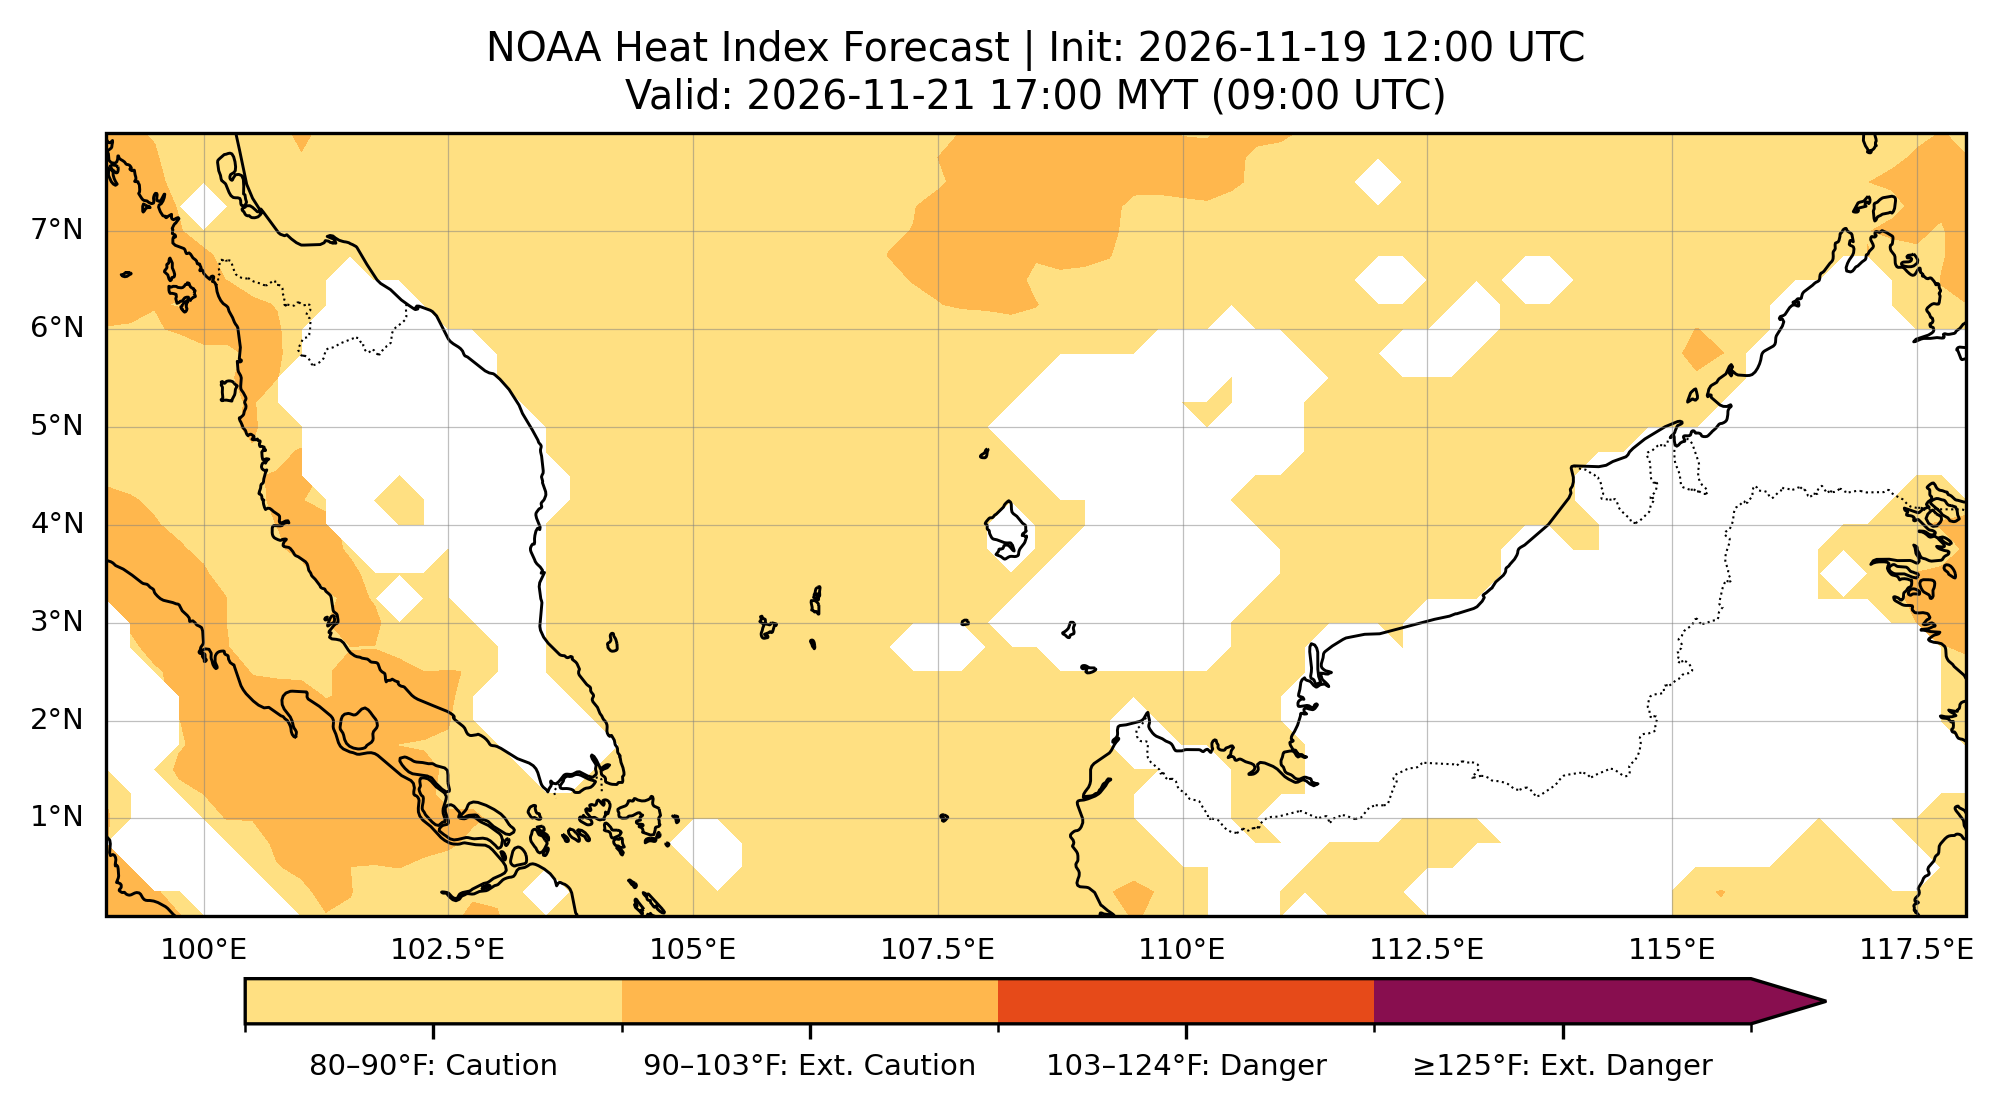 NOAA Heat Index Forecast | Init: 2026-11-19 12:00 UTC
Valid: 2026-11-21 17:00 MYT (09:00 UTC)
7°N
6°N
5°N
4°N
3°N
2°N
1°N
100°E 102.5°E 105°E 107.5°E 110°E 112.5°E 115°E 117.5°E
80–90°F: Caution 90–103°F: Ext. Caution 103–124°F: Danger ≥125°F: Ext. Danger